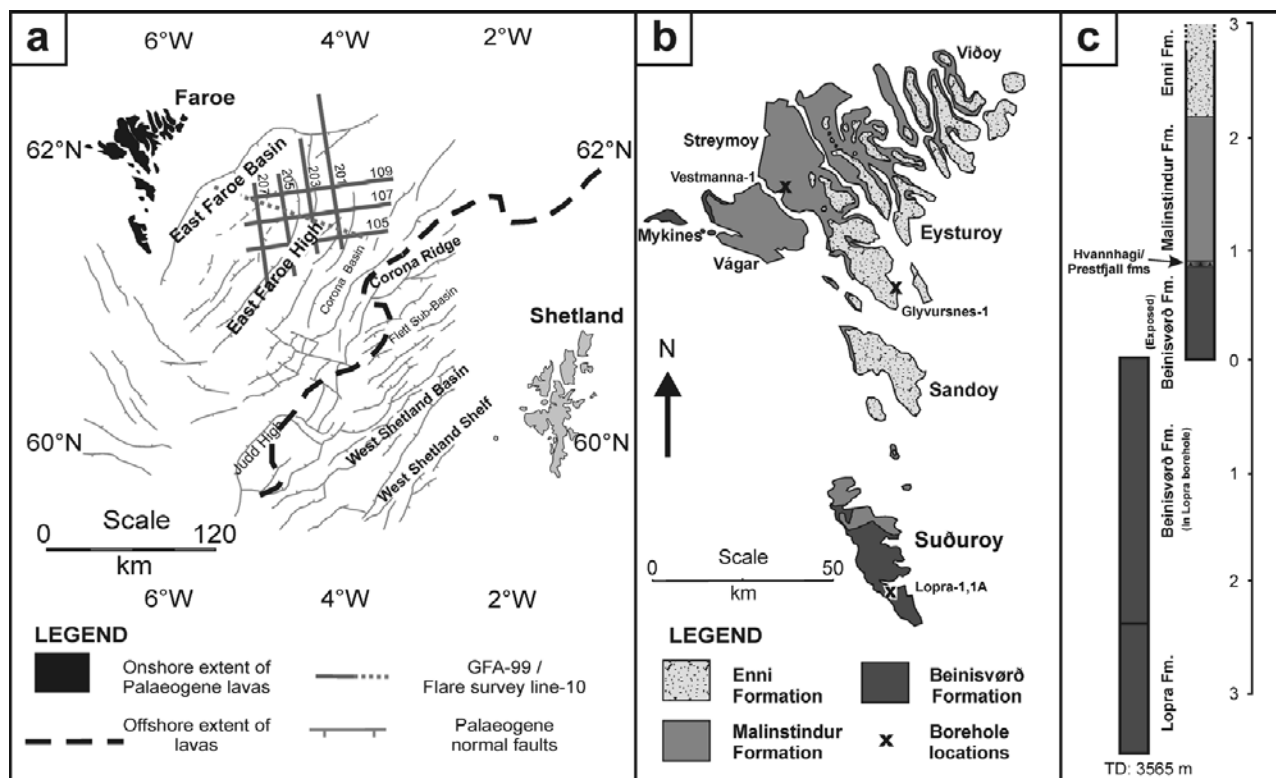 a
6°W
4°W
2°W
Faroe
62°N
62°N
East Faroe Basin
207
205
203
201
109
107
105
East Faroe High
Corona Basin
Corona Ridge
Flett Sub-Basin
Shetland
60°N
60°N
Judd High
West Shetland Basin
West Shetland Shelf
0
Scale
120
km
6°W
4°W
2°W
LEGEND
Onshore extent of
Palaeogene lavas
GFA-99 /
Flare survey line-10
Offshore extent of
lavas
Palaeogene
normal faults
b
Viðoy
Streymoy
Vestmanna-1
Mykines
Vágar
Eysturoy
Glyvursnes-1
N
Sandoy
Suðuroy
Scale
0
50
km
Lopra-1,1A
LEGEND
Enni
Formation
Beinisvørð
Formation
Malinstindur
Formation
x
Borehole
locations
c
Enni Fm.
Malinstindur Fm.
Hvannhagi/
Prestfjall fms
Beinisvørð Fm.
(Exposed)
3
2
1
0
Beinisvørð Fm.
(In Lopra borehole)
Lopra Fm.
1
2
3
TD: 3565 m